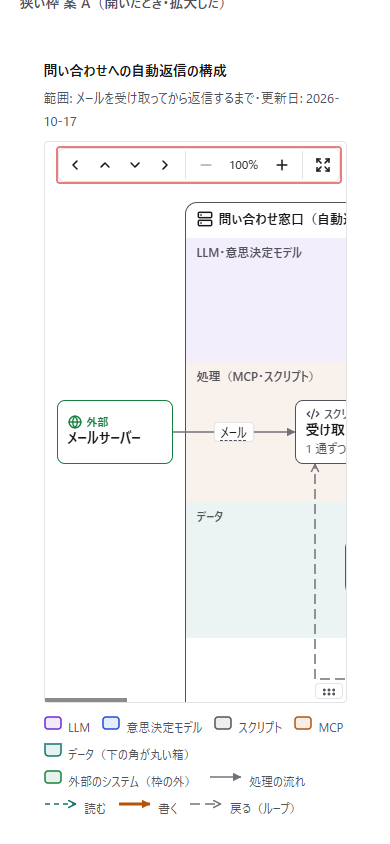 狭い枠 案 A（開いたとき・拡大した）
問い合わせへの自動返信の構成
範囲: メールを受け取ってから返信するまで・更新日: 2026-
10-17
100%
問い合わせ窓口（自動
LLM・意思決定モデル
処理（MCP・スクリプト）
外部
メールサーバー
メール
スクリ
受け取
1 通ずつ
データ
LLM 意思決定モデル スクリプト MCP
データ（下の角が丸い箱）
外部のシステム（枠の外） 処理の流れ
読む 書く 戻る（ループ）